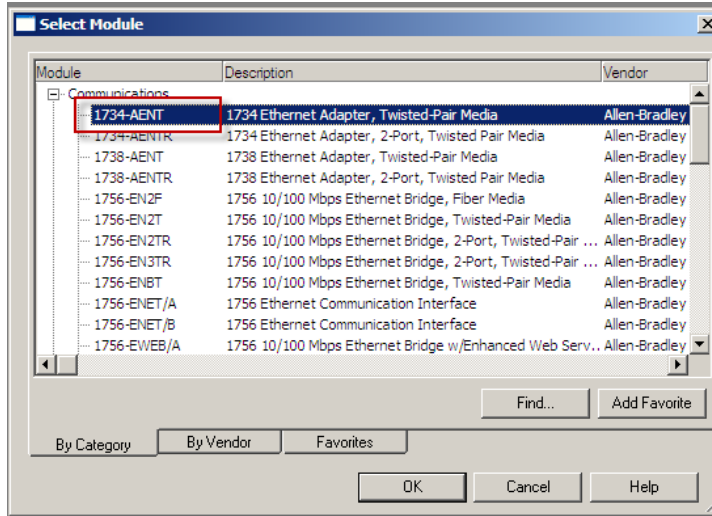 Select Module
Module Description Vendor
Communications
1734-AENT 1734 Ethernet Adapter, Twisted-Pair Media Allen-Bradley
1734-AENTR 1734 Ethernet Adapter, 2-Port, Twisted Pair Media Allen-Bradley
1738-AENT 1738 Ethernet Adapter, Twisted-Pair Media Allen-Bradley
1738-AENTR 1738 Ethernet Adapter, 2-Port, Twisted Pair Media Allen-Bradley
1756-EN2F 1756 10/100 Mbps Ethernet Bridge, Fiber Media Allen-Bradley
1756-EN2T 1756 10/100 Mbps Ethernet Bridge, Twisted-Pair Media Allen-Bradley
1756-EN2TR 1756 10/100 Mbps Ethernet Bridge, 2-Port, Twisted-Pair ... Allen-Bradley
1756-EN3TR 1756 10/100 Mbps Ethernet Bridge, 2-Port, Twisted-Pair ... Allen-Bradley
1756-ENBT 1756 10/100 Mbps Ethernet Bridge, Twisted-Pair Media Allen-Bradley
1756-ENET/A 1756 Ethernet Communication Interface Allen-Bradley
1756-ENET/B 1756 Ethernet Communication Interface Allen-Bradley
1756-EWEB/A 1756 10/100 Mbps Ethernet Bridge w/Enhanced Web Serv.. Allen-Bradley
Find... Add Favorite
By Category By Vendor Favorites
OK Cancel Help